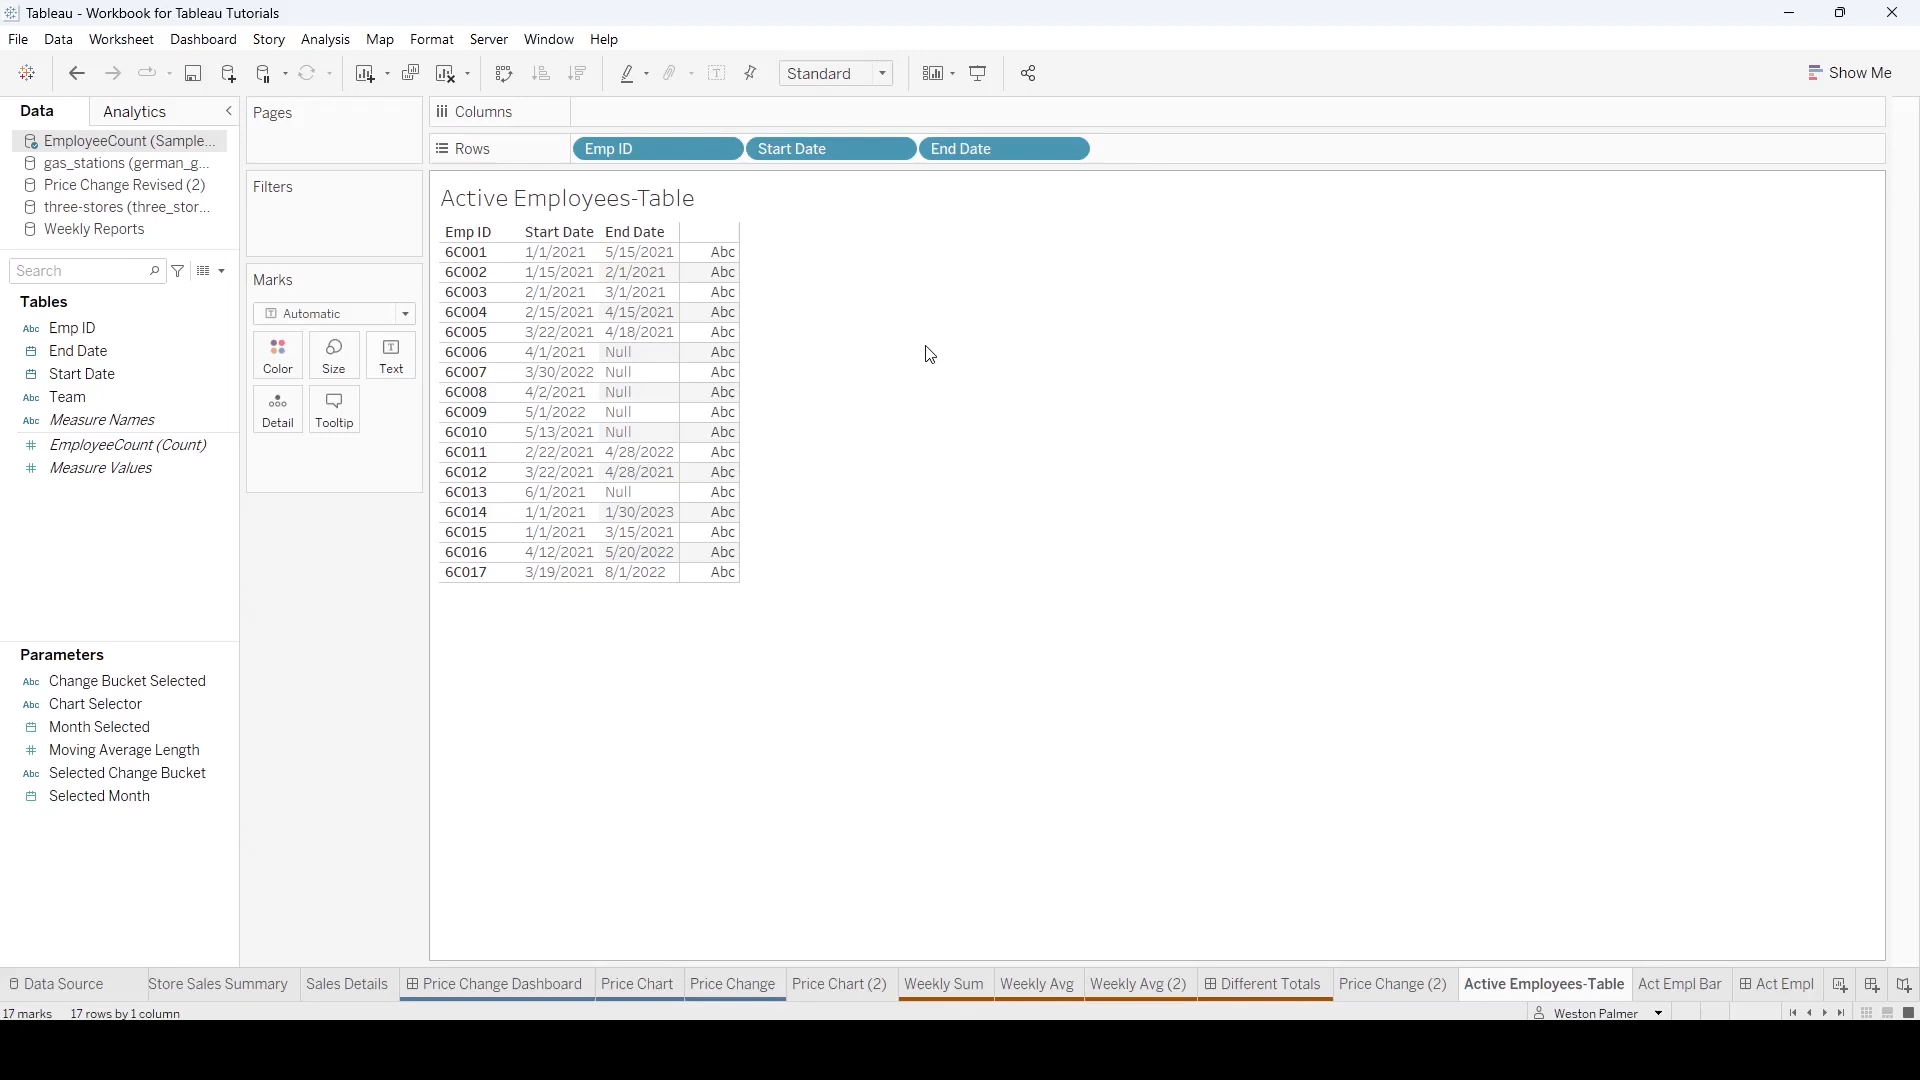 Tableau - Workbook for Tableau Tutorials
File Data Worksheet Dashboard Story Analysis Map Format Server Window Help
Standard Show Me
Data Analytics
EmployeeCount (Sample...
gas_stations (german_g...
Price Change Revised (2)
three-stores (three_stor...
Weekly Reports
Search
Tables
Abc Emp ID
End Date
Start Date
Abc Team
Abc Measure Names
# EmployeeCount (Count)
# Measure Values
Parameters
Abc Change Bucket Selected
Abc Chart Selector
Month Selected
# Moving Average Length
Abc Selected Change Bucket
Selected Month
Pages
Filters
Marks
Automatic
Color Size Text
Detail Tooltip
Columns
Rows Emp ID Start Date End Date
Active Employees-Table
Emp ID Start Date End Date
6C001 1/1/2021 5/15/2021 Abc
6C002 1/15/2021 2/1/2021 Abc
6C003 2/1/2021 3/1/2021 Abc
6C004 2/15/2021 4/15/2021 Abc
6C005 3/22/2021 4/18/2021 Abc
6C006 4/1/2021 Null Abc
6C007 3/30/2022 Null Abc
6C008 4/2/2021 Null Abc
6C009 5/1/2022 Null Abc
6C010 5/13/2021 Null Abc
6C011 2/22/2021 4/28/2022 Abc
6C012 3/22/2021 4/28/2021 Abc
6C013 6/1/2021 Null Abc
6C014 1/1/2021 1/30/2023 Abc
6C015 1/1/2021 3/15/2021 Abc
6C016 4/12/2021 5/20/2022 Abc
6C017 3/19/2021 8/1/2022 Abc
Data Source Store Sales Summary Sales Details Price Change Dashboard Price Chart Price Change Price Chart (2) Weekly Sum Weekly Avg Weekly Avg (2) Different Totals Price Change (2) Active Employees-Table Act Empl Bar Act Empl
17 marks 17 rows by 1 column Weston Palmer